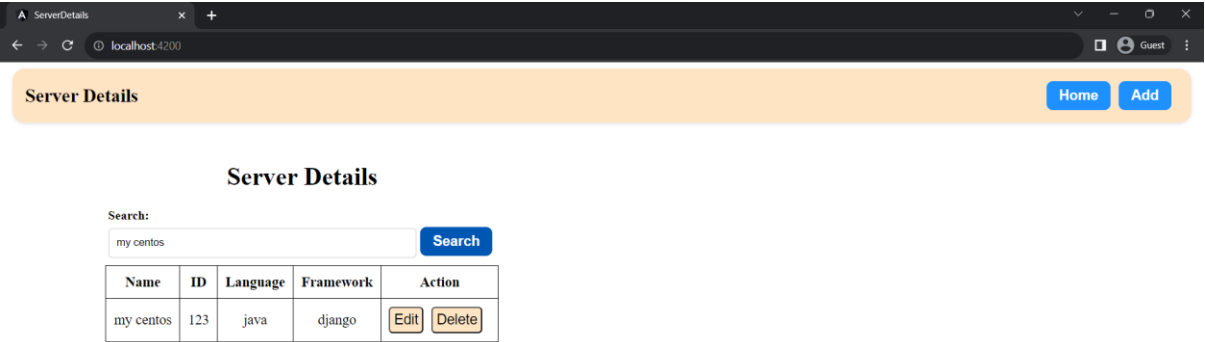 ServerDetails
localhost:4200
Guest
Server Details
Home Add
Server Details
Search:
my centos Search
Name ID Language Framework Action
my centos 123 java django Edit Delete